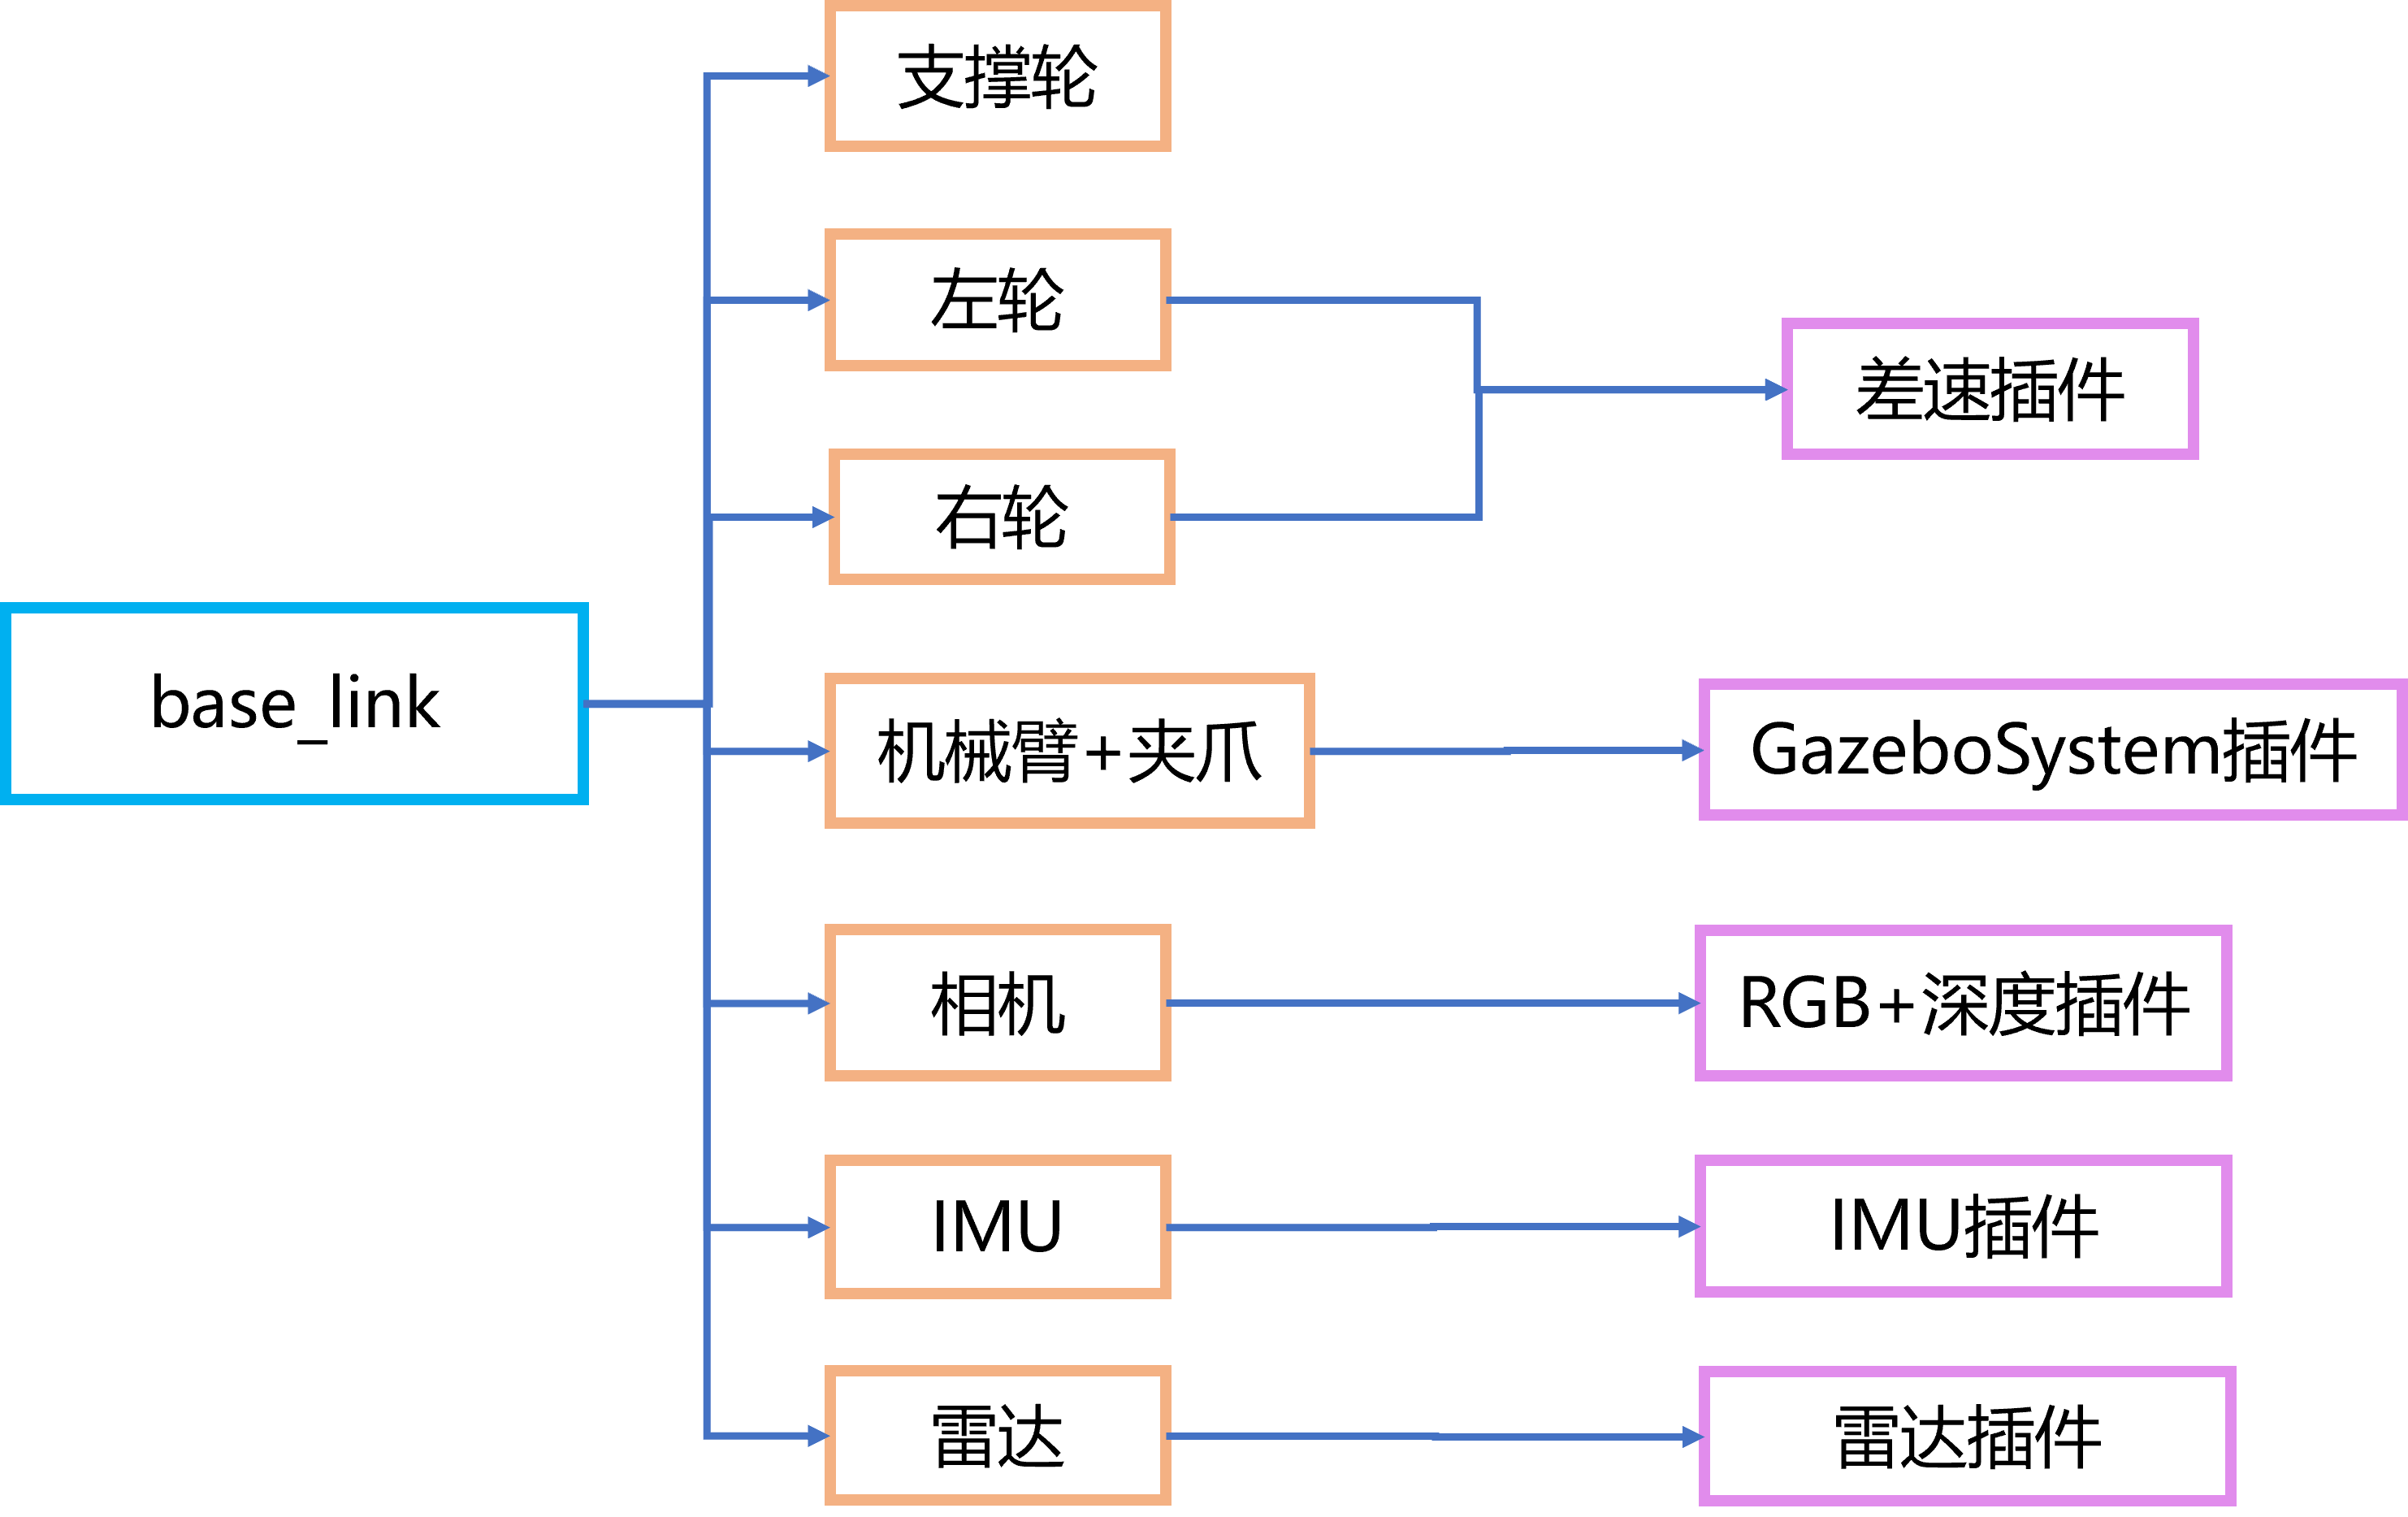 base_link
支撑轮
左轮
右轮
机械臂+夹爪
相机
IMU
雷达
差速插件
GazeboSystem插件
RGB+深度插件
IMU插件
雷达插件